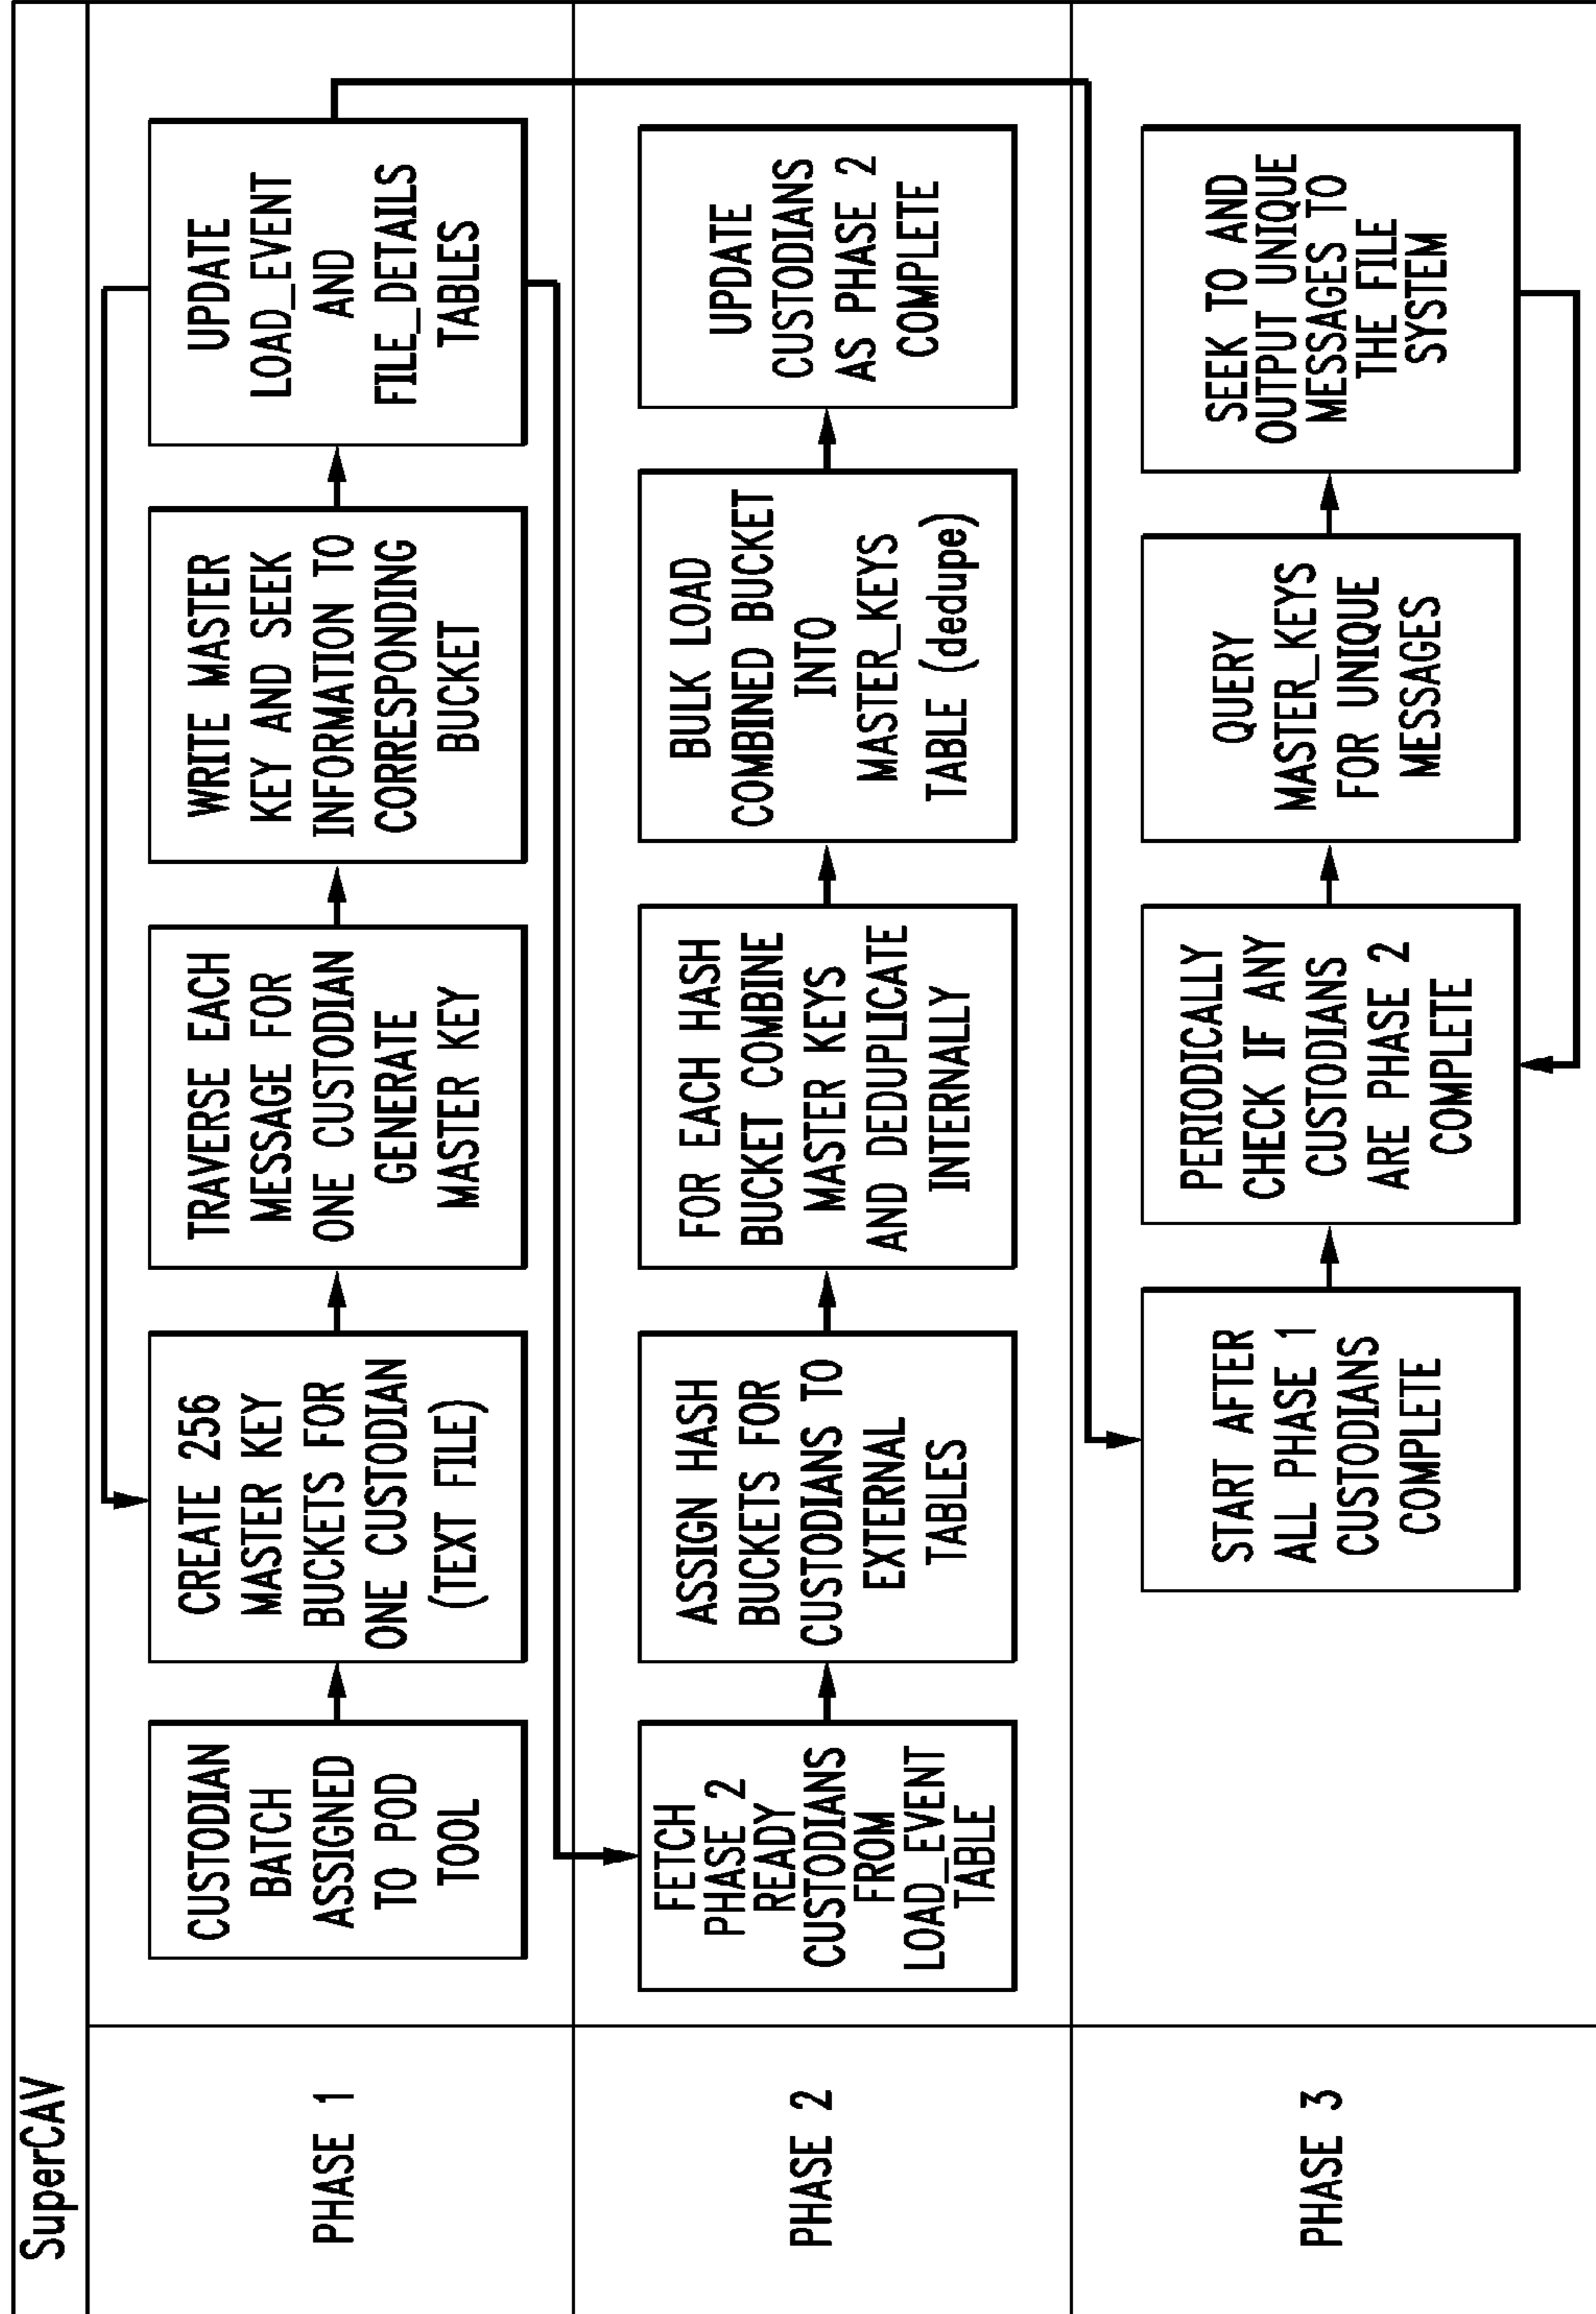 SuperCAV
PHASE 1
CUSTODIAN
BATCH
ASSIGNED
TO POD
TOOL
CREATE 256
MASTER KEY
BUCKETS FOR
ONE CUSTODIAN
(TEXT FILE)
TRAVERSE EACH
MESSAGE FOR
ONE CUSTODIAN
GENERATE
MASTER KEY
WRITE MASTER
KEY AND SEEK
INFORMATION TO
CORRESPONDING
BUCKET
UPDATE
LOAD_EVENT
AND
FILE_DETAILS
TABLES
PHASE 2
FETCH
PHASE 2
READY
CUSTODIANS
FROM
LOAD_EVENT
TABLE
ASSIGN HASH
BUCKETS FOR
CUSTODIANS TO
EXTERNAL
TABLES
FOR EACH HASH
BUCKET COMBINE
MASTER KEYS
AND DEDUPLICATE
INTERNALLY
BULK LOAD
COMBINED BUCKET
INTO
MASTER_KEYS
TABLE (dedupe)
UPDATE
CUSTODIANS
AS PHASE 2
COMPLETE
PHASE 3
START AFTER
ALL PHASE 1
CUSTODIANS
COMPLETE
PERIODICALLY
CHECK IF ANY
CUSTODIANS
ARE PHASE 2
COMPLETE
QUERY
MASTER_KEYS
FOR UNIQUE
MESSAGES
SEEK TO AND
OUTPUT UNIQUE
MESSAGES TO
THE FILE
SYSTEM